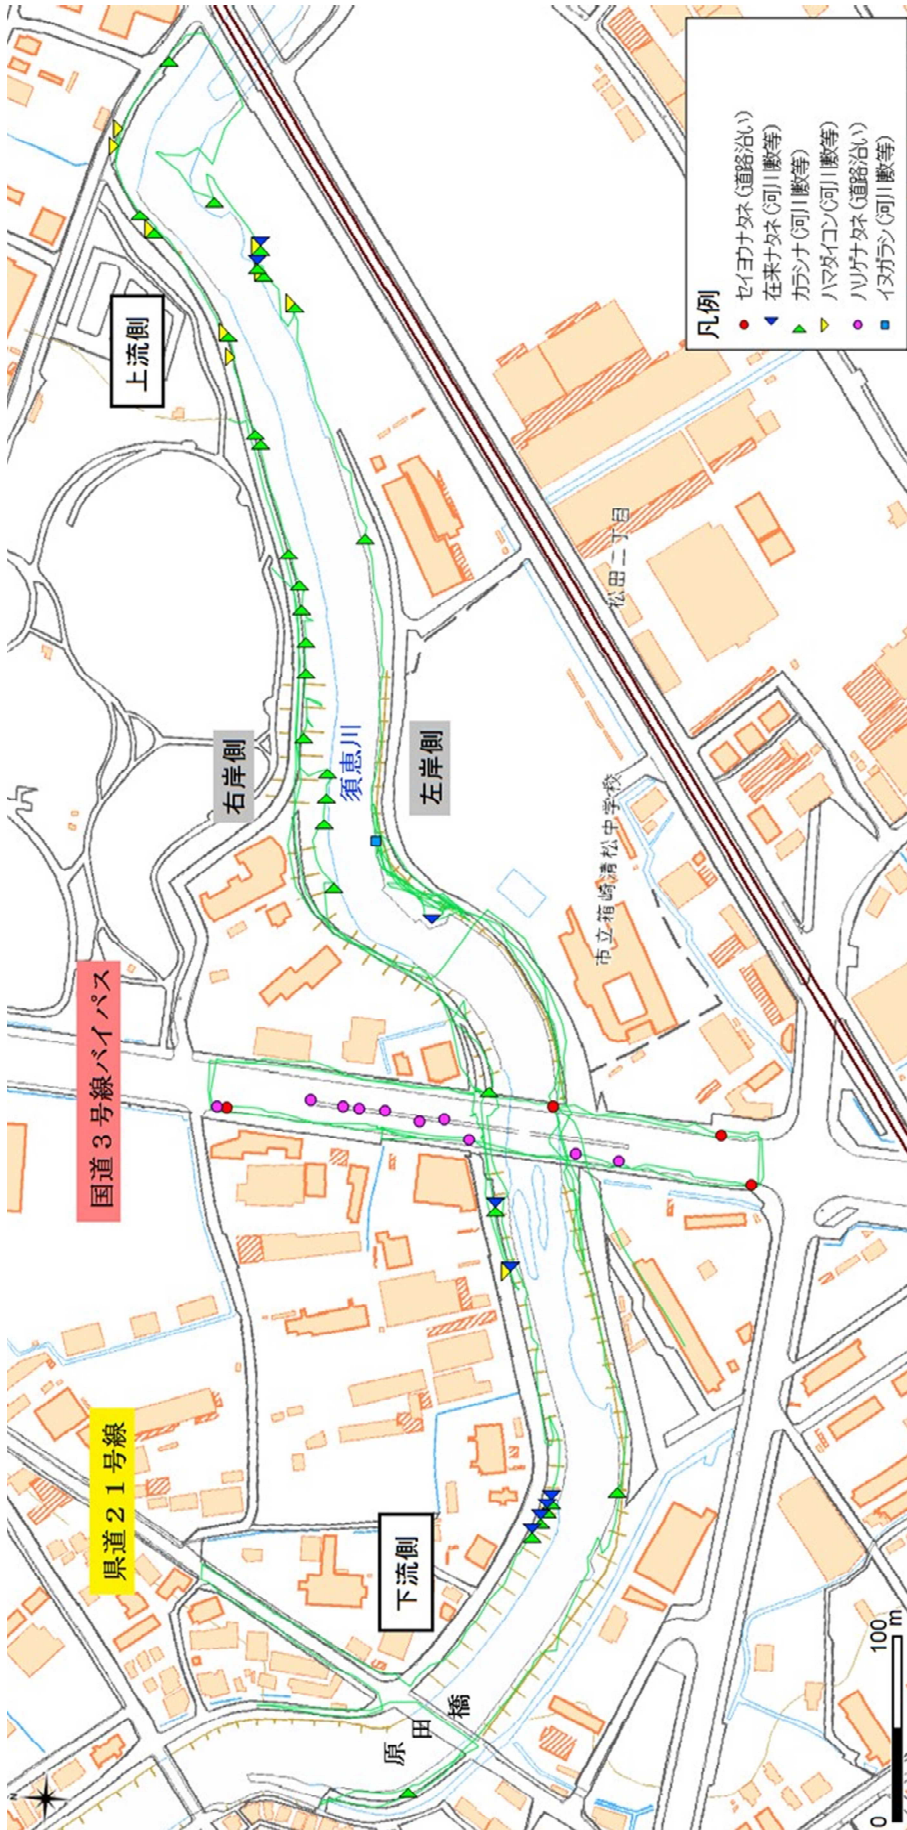 上流側
右岸側
須恵川
左岸側
国道3号線バイパス
県道21号線
下流側
原田橋
松田二丁目
市立箱崎清松中学校
凡例
セイヨウナタネ(道路沿い)
在来ナタネ(河川敷等)
カラシナ(河川敷等)
ハマダイコン(河川敷等)
ハリゲナタネ(道路沿い)
イヌガラシ(河川敷等)
N
0 100 m